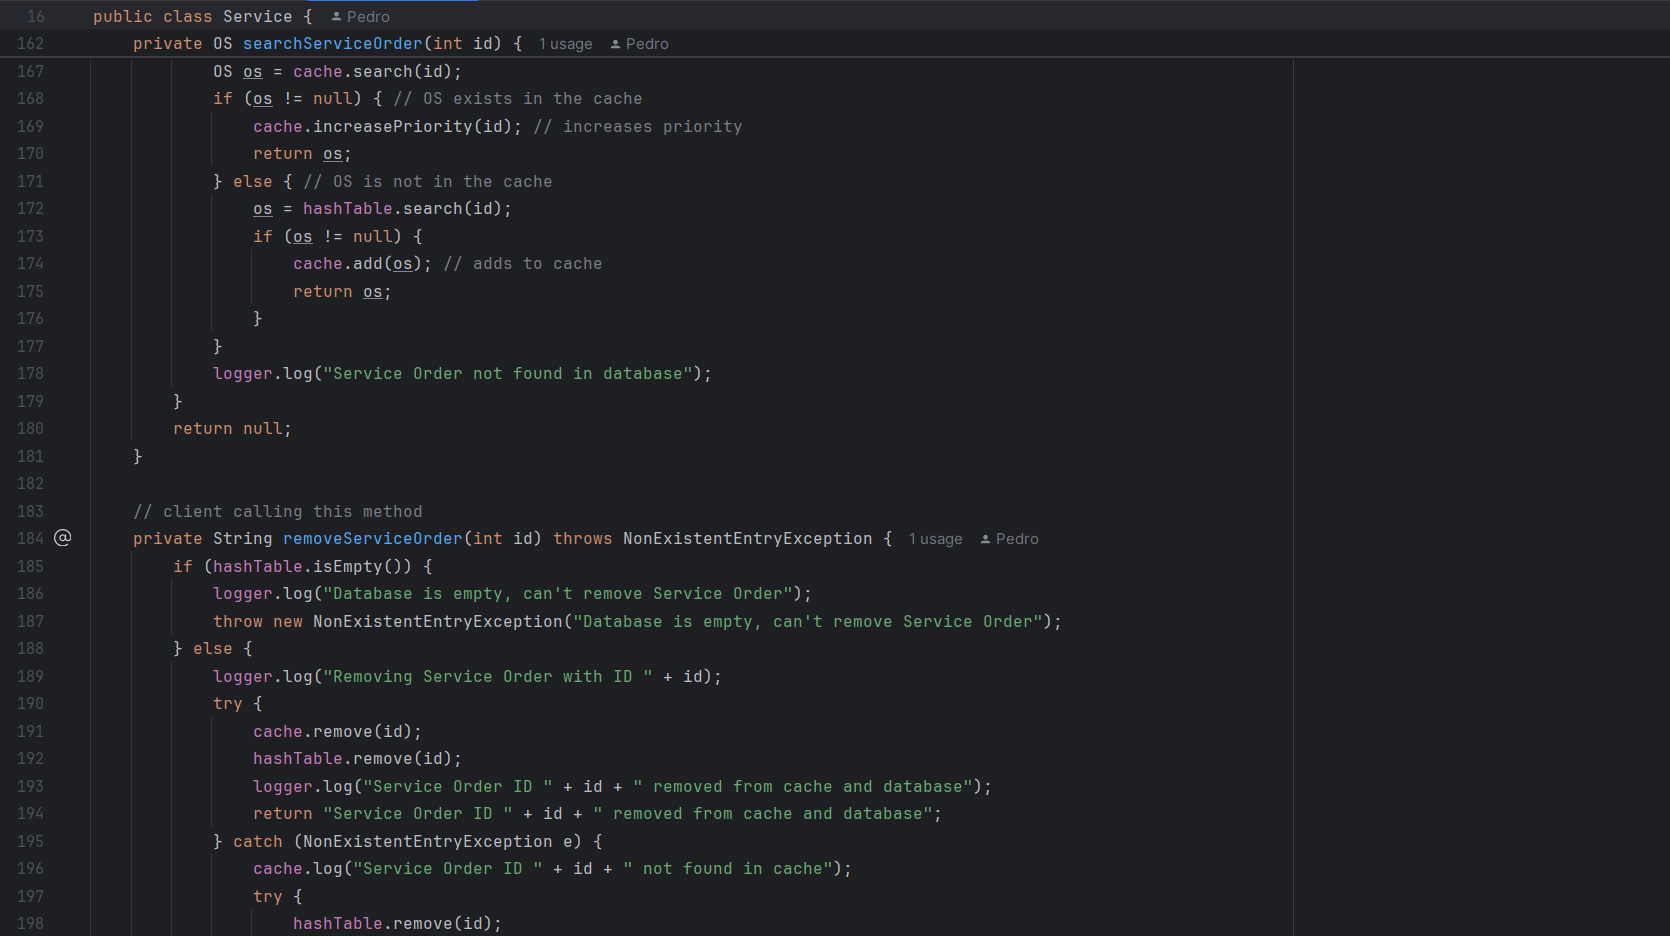 16 public class Service { Pedro
162 private OS searchServiceOrder(int id) { 1 usage Pedro
167 OS os = cache.search(id);
168 if (os != null) { // OS exists in the cache
169 cache.increasePriority(id); // increases priority
170 return os;
171 } else { // OS is not in the cache
172 os = hashTable.search(id);
173 if (os != null) {
174 cache.add(os); // adds to cache
175 return os;
176 }
177 }
178 logger.log("Service Order not found in database");
179 }
180 return null;
181 }
182
183 // client calling this method
184 @ private String removeServiceOrder(int id) throws NonExistentEntryException { 1 usage Pedro
185 if (hashTable.isEmpty()) {
186 logger.log("Database is empty, can't remove Service Order");
187 throw new NonExistentEntryException("Database is empty, can't remove Service Order");
188 } else {
189 logger.log("Removing Service Order with ID " + id);
190 try {
191 cache.remove(id);
192 hashTable.remove(id);
193 logger.log("Service Order ID " + id + " removed from cache and database");
194 return "Service Order ID " + id + " removed from cache and database";
195 } catch (NonExistentEntryException e) {
196 cache.log("Service Order ID " + id + " not found in cache");
197 try {
198 hashTable.remove(id);